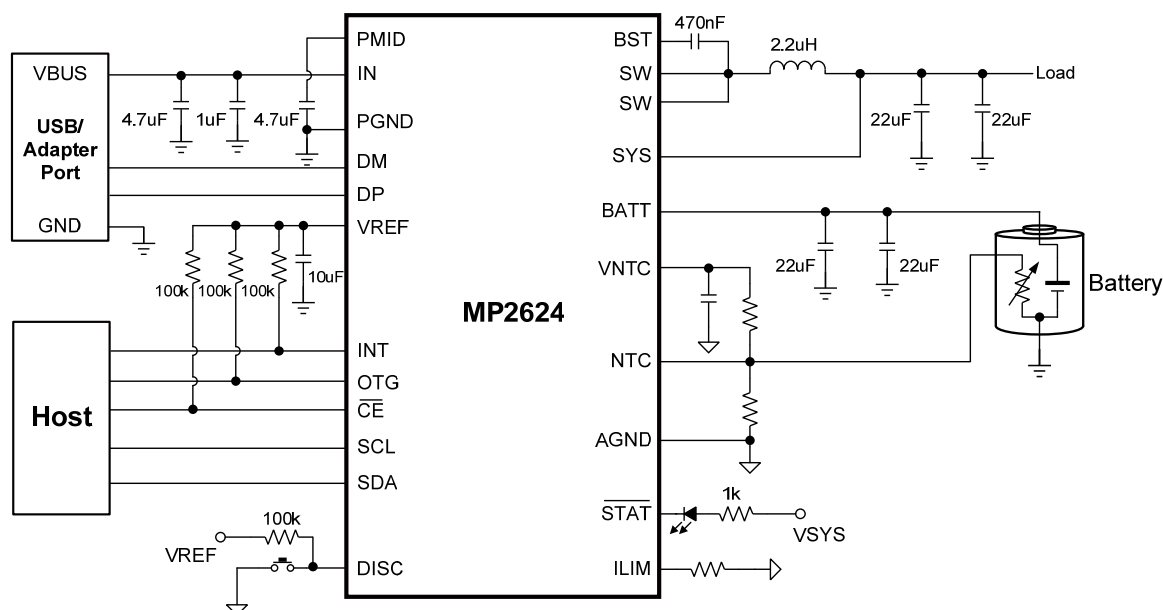 VBUS
USB/
Adapter
Port
GND
4.7uF
1uF
4.7uF
PMID
IN
PGND
DM
DP
VREF
100k
100k
100k
10uF
Host
INT
OTG
CE
SCL
SDA
100k
VREF
DISC
MP2624
BST
SW
SW
SYS
BATT
VNTC
NTC
AGND
STAT
ILIM
470nF
2.2uH
Load
22uF
22uF
22uF
22uF
Battery
1k
VSYS